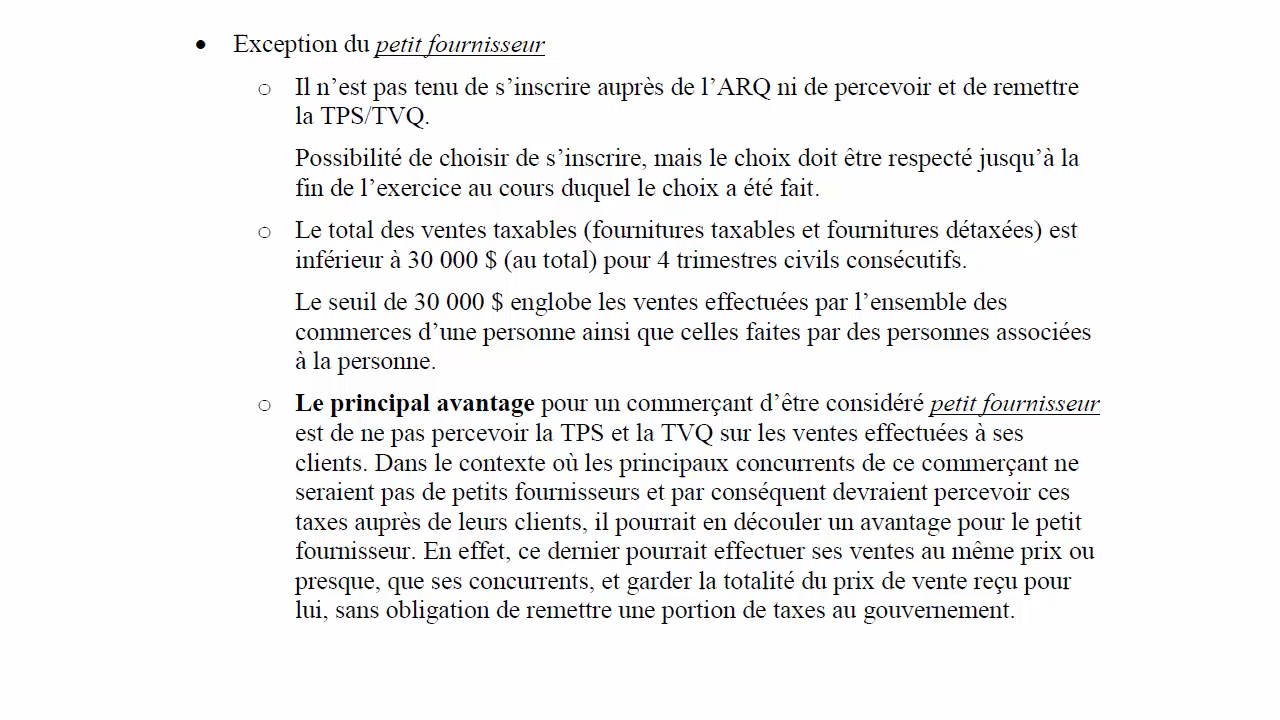 • Exception du petit fournisseur
o Il n’est pas tenu de s’inscrire auprès de l’ARQ ni de percevoir et de remettre
la TPS/TVQ.
Possibilité de choisir de s’inscrire, mais le choix doit être respecté jusqu’à la
fin de l’exercice au cours duquel le choix a été fait.
o Le total des ventes taxables (fournitures taxables et fournitures détaxées) est
inférieur à 30 000 $ (au total) pour 4 trimestres civils consécutifs.
Le seuil de 30 000 $ englobe les ventes effectuées par l’ensemble des
commerces d’une personne ainsi que celles faites par des personnes associées
à la personne.
o Le principal avantage pour un commerçant d’être considéré petit fournisseur
est de ne pas percevoir la TPS et la TVQ sur les ventes effectuées à ses
clients. Dans le contexte où les principaux concurrents de ce commerçant ne
seraient pas de petits fournisseurs et par conséquent devraient percevoir ces
taxes auprès de leurs clients, il pourrait en découler un avantage pour le petit
fournisseur. En effet, ce dernier pourrait effectuer ses ventes au même prix ou
presque, que ses concurrents, et garder la totalité du prix de vente reçu pour
lui, sans obligation de remettre une portion de taxes au gouvernement.